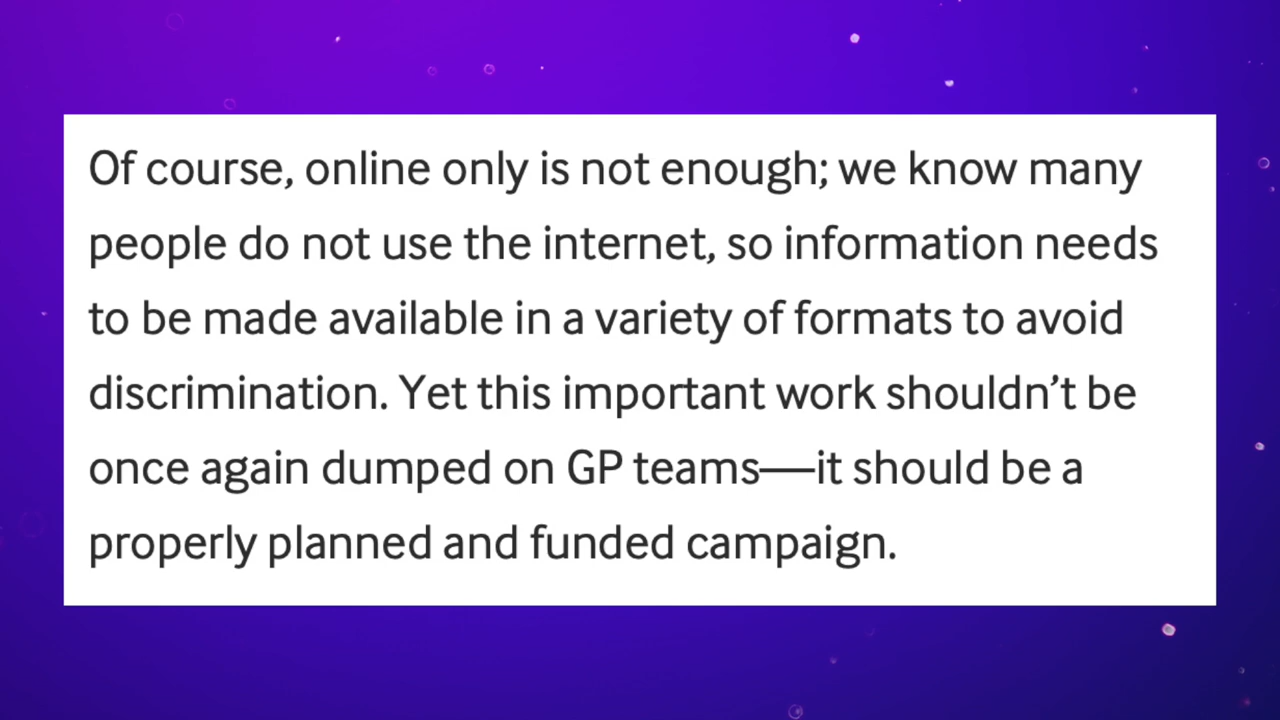 Of course, online only is not enough; we know many
people do not use the internet, so information needs
to be made available in a variety of formats to avoid
discrimination. Yet this important work shouldn’t be
once again dumped on GP teams—it should be a
properly planned and funded campaign.